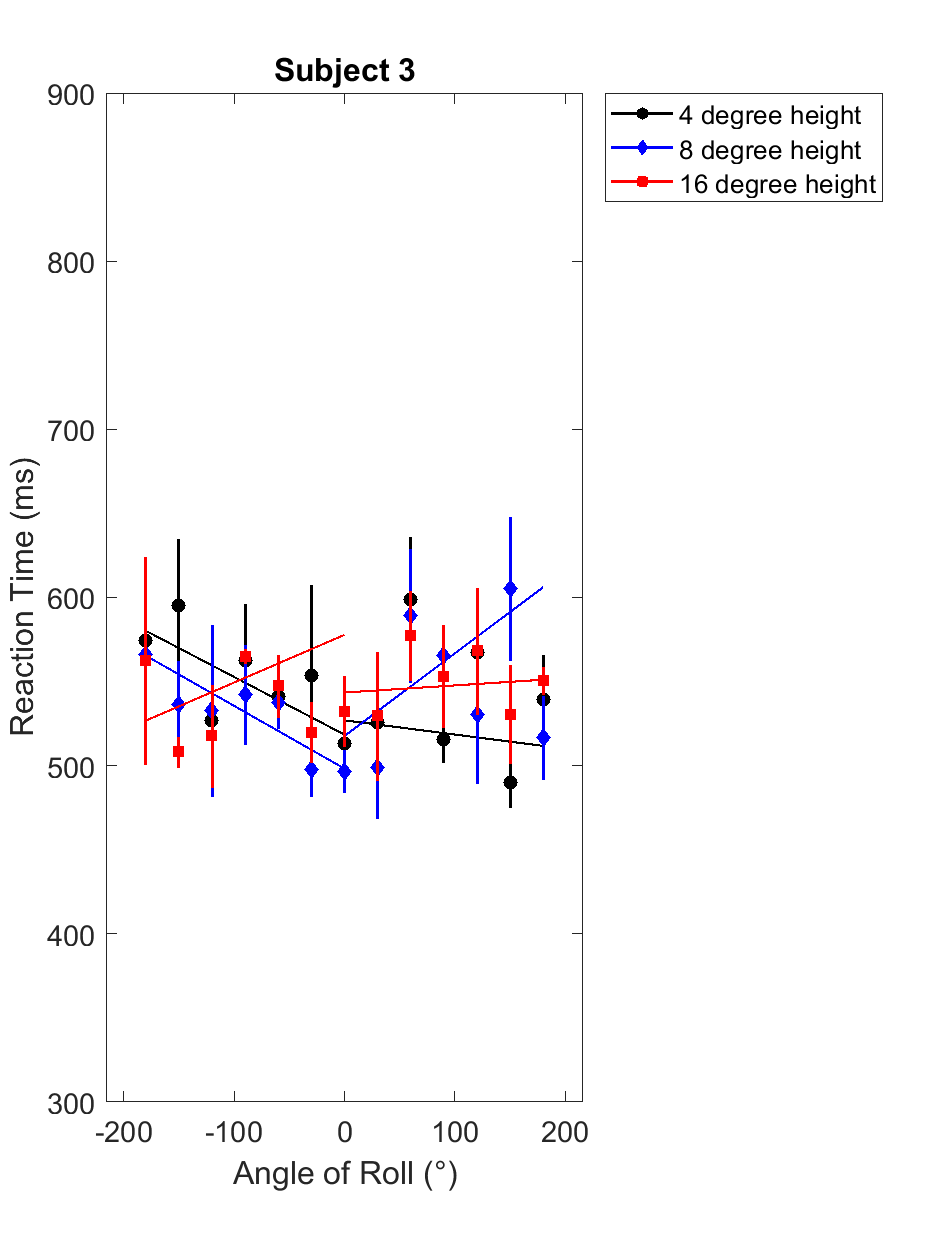 Subject 3
900
800
700
600
500
400
300
Reaction Time (ms)
-200 -100 0 100 200
Angle of Roll (°)
4 degree height
8 degree height
16 degree height